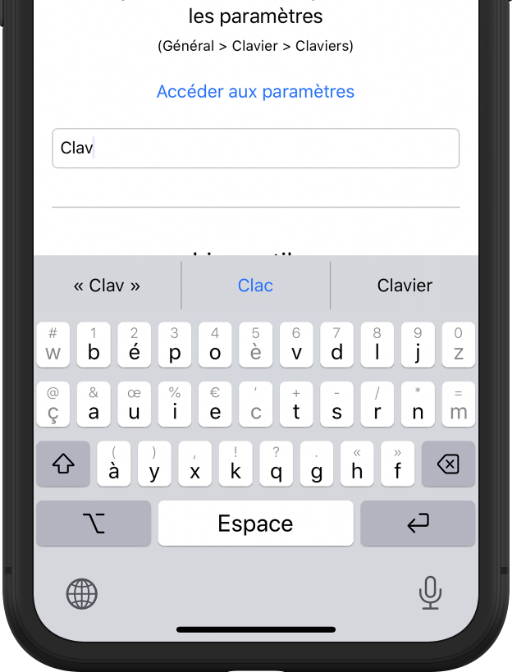 les paramètres
(Général > Clavier > Claviers)
Accéder aux paramètres
Clav
« Clav » Clac Clavier
# 1 2 3 4 5 6 7 8 9 0
w b é p o è v d l j z
@ & œ % € ' + - / * =
ç a u i e c t s r n m
( ) , ! ? . « »
à y x k q g h f
Espace